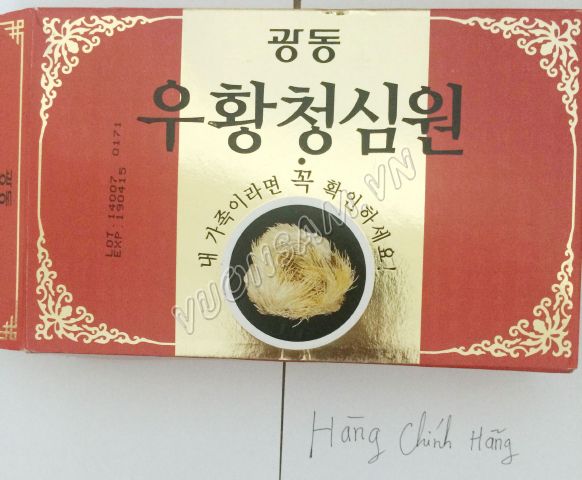 광동
우황청심원
내 가족이라면 꼭 확인하세요!
LOT : 14007 0171
EXP : 190415
VUONSAM.VN
Hãng Chính Hãng